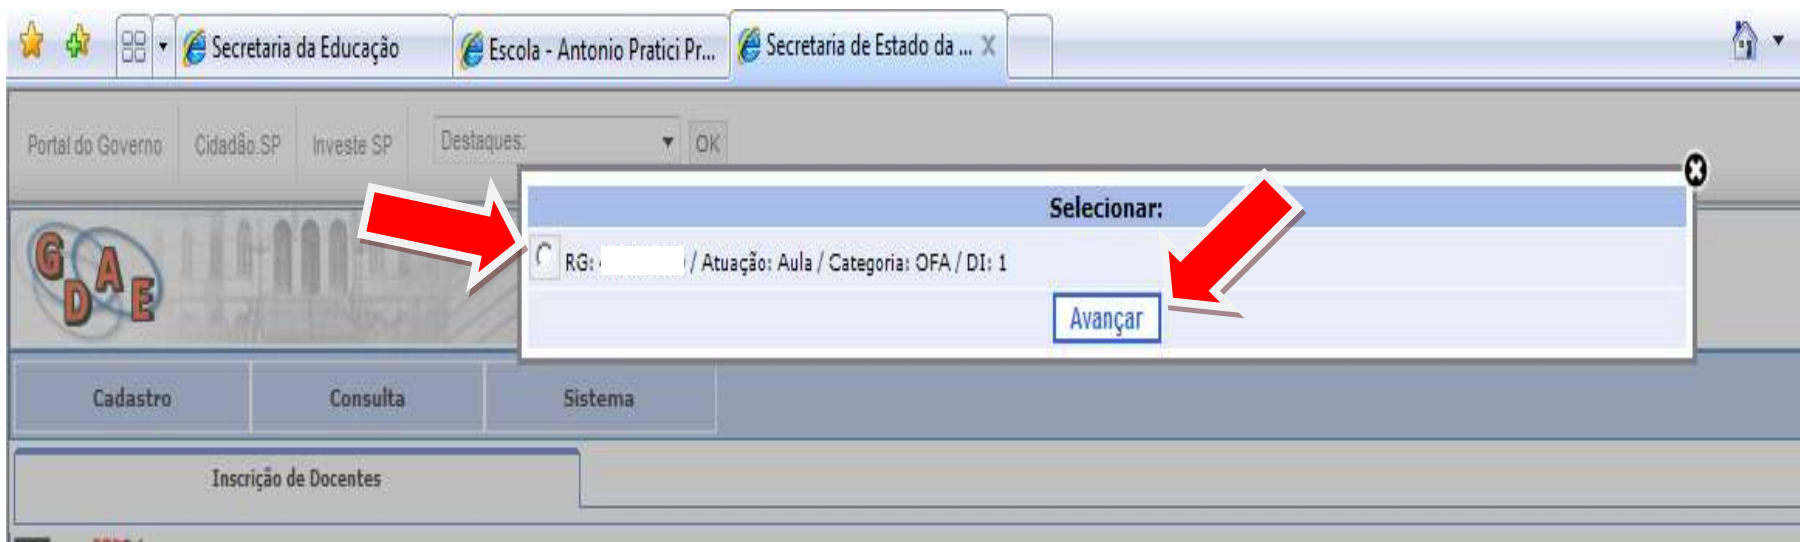 Secretaria da Educação
Escola - Antonio Pratici Pr...
Secretaria de Estado da ...
Portal do Governo
Cidadão.SP
Investe SP
Destaques:
OK
Selecionar:
RG: / Atuação: Aula / Categoria: OFA / DI: 1
Avançar
GDAE
Cadastro
Consulta
Sistema
Inscrição de Docentes